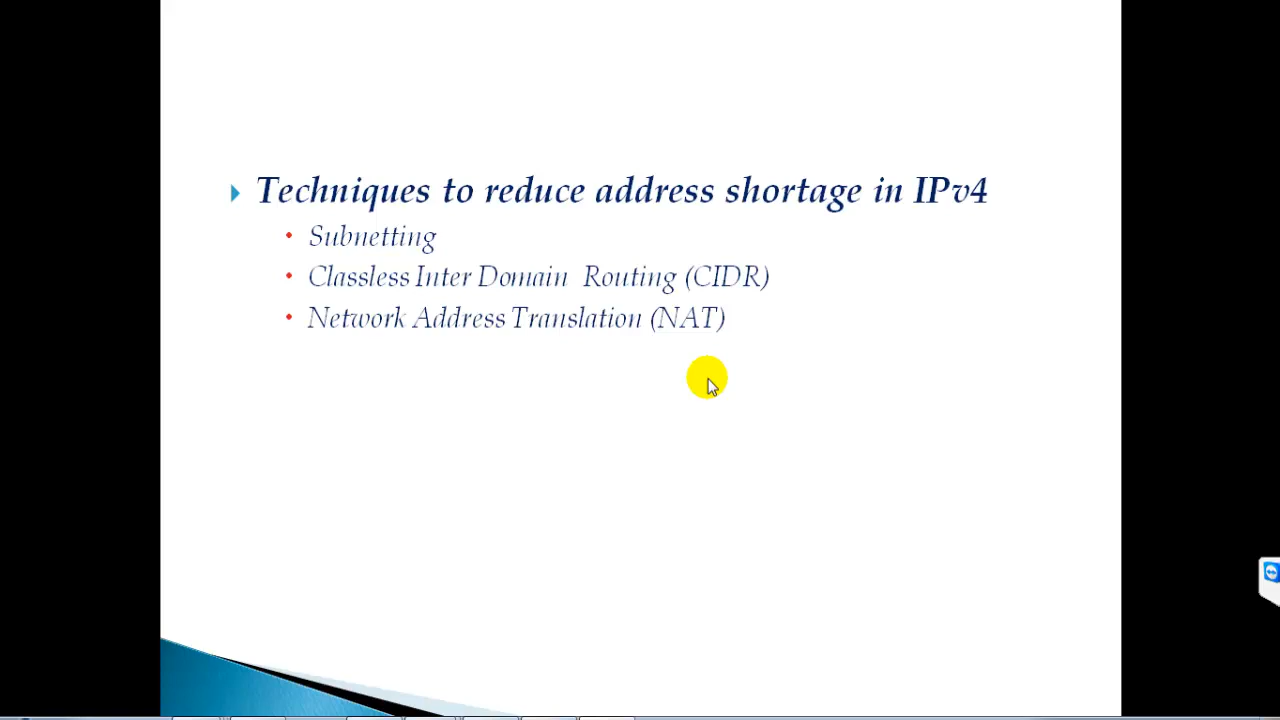 Techniques to reduce address shortage in IPv4
Subnetting
Classless Inter Domain Routing (CIDR)
Network Address Translation (NAT)